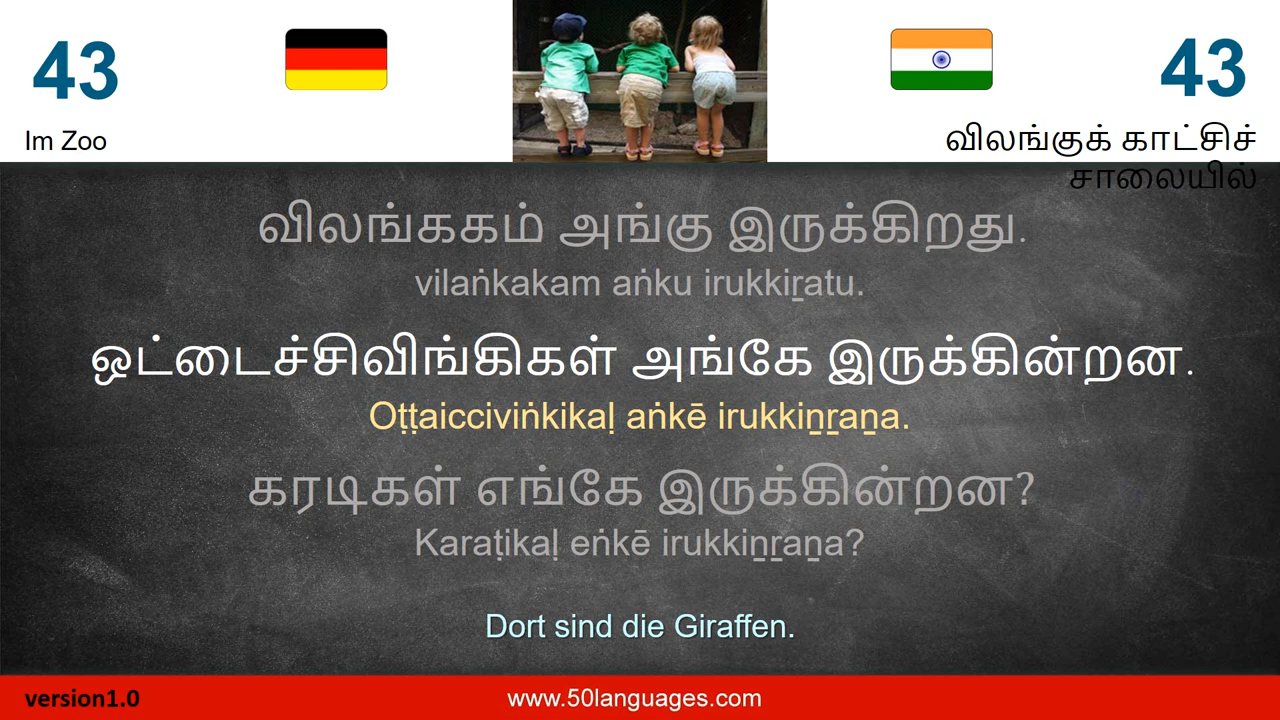 43
43
Im Zoo
விலங்குக் காட்சிச்
சாலையில்
விலங்ககம் அங்கு இருக்கிறது.
vilaṅkakam aṅku irukkiṟatu.
ஒட்டைச்சிவிங்கிகள் அங்கே இருக்கின்றன.
Oṭṭaicciviṅkikaḷ aṅkē irukkiṉṟaṉa.
கரடிகள் எங்கே இருக்கின்றன?
Karaṭikaḷ eṅkē irukkiṉṟaṉa?
Dort sind die Giraffen.
version1.0
www.50languages.com